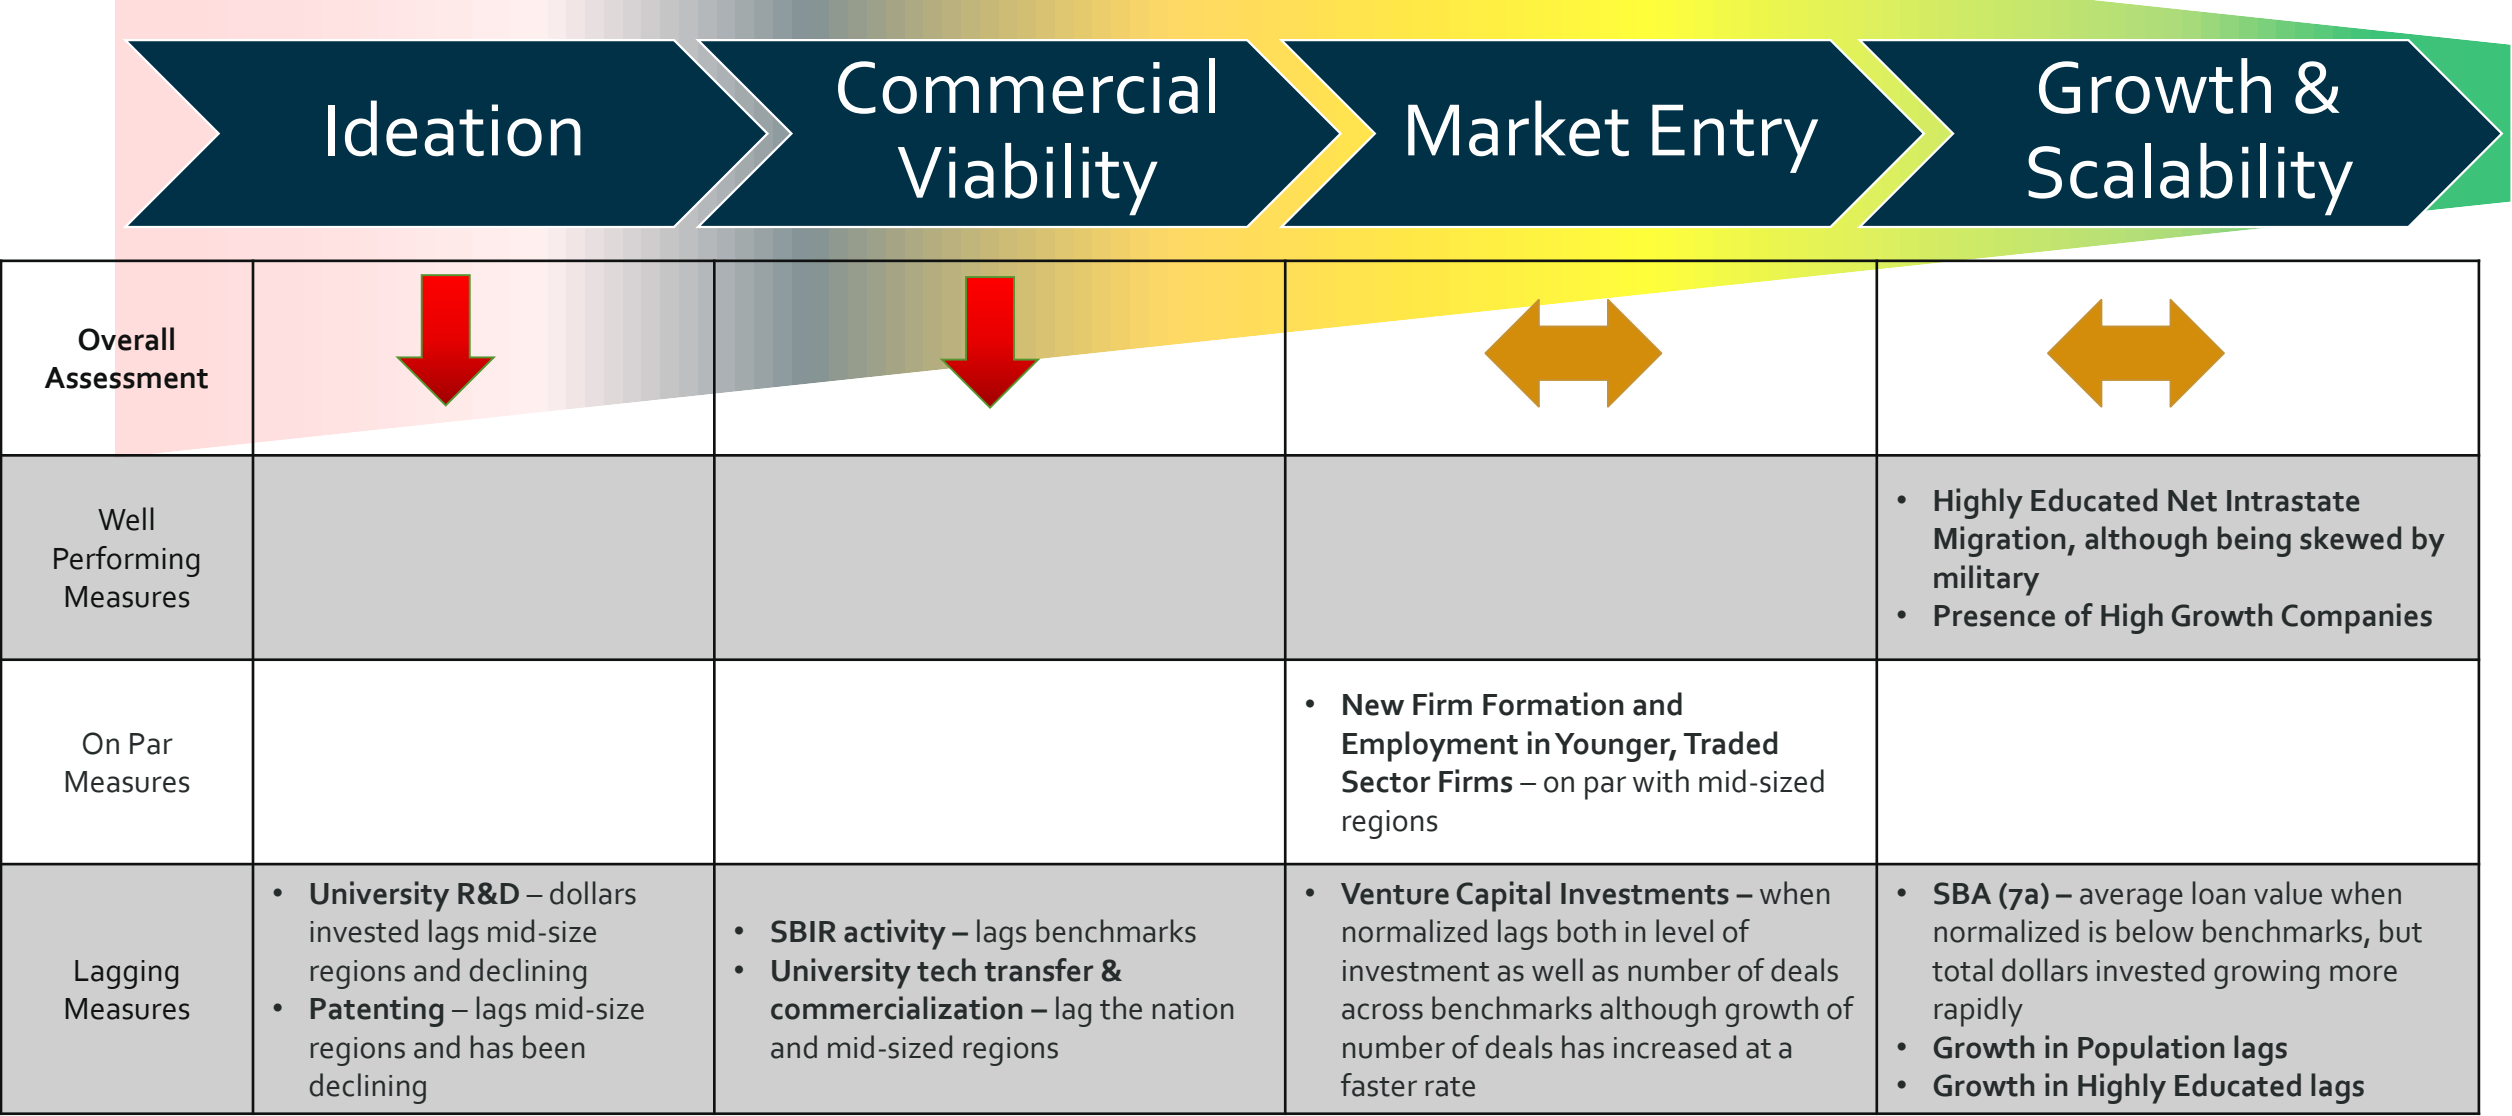 Ideation
Commercial
Viability
Market Entry
Growth &
Scalability
Overall
Assessment
Well
Performing
Measures
• Highly Educated Net Intrastate
Migration, although being skewed by
military
• Presence of High Growth Companies
On Par
Measures
• New Firm Formation and
Employment in Younger, Traded
Sector Firms – on par with mid-sized
regions
Lagging
Measures
• University R&D – dollars
invested lags mid-size
regions and declining
• Patenting – lags mid-size
regions and has been
declining
• SBIR activity – lags benchmarks
• University tech transfer &
commercialization – lag the nation
and mid-sized regions
• Venture Capital Investments – when
normalized lags both in level of
investment as well as number of deals
across benchmarks although growth of
number of deals has increased at a
faster rate
• SBA (7a) – average loan value when
normalized is below benchmarks, but
total dollars invested growing more
rapidly
• Growth in Population lags
• Growth in Highly Educated lags